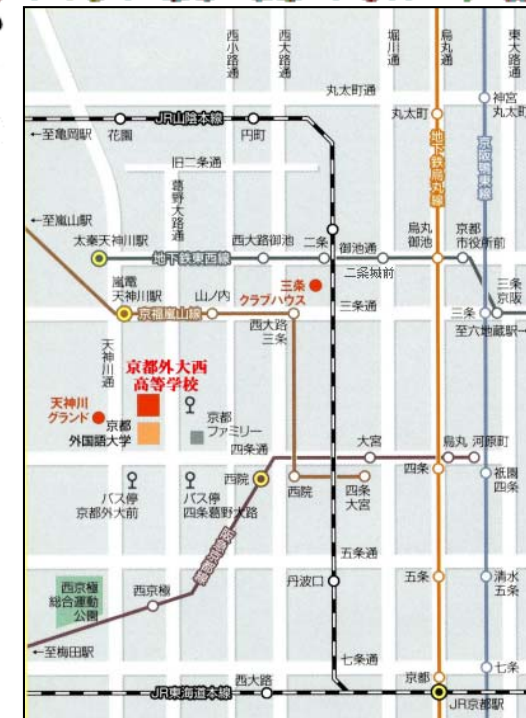 西小路通
西大路通
堀川通
烏丸通
東大路通
丸太町通
神宮丸太町
丸太町
JR山陰本線
←至亀岡駅
花園
円町
地下鉄烏丸線
京阪鴨東線
旧二条通
葛野大路通
←至嵐山駅
太秦天神川駅
地下鉄東西線
西大路御池
二条
御池通
二条城前
烏丸
御池
京都
市役所前
嵐電
天神川駅
山ノ内
三条
クラブハウス
京福嵐山線
三条通
西大路
三条
三条
三条
京阪
至六地蔵駅→
天神川通
京都外大西
高等学校
天神川
グランド
京都
外国語大学
京都
ファミリー
四条通
大宮
烏丸
河原町
西院
西院
四条
大宮
四条
祇園
四条
バス停
京都外大前
バス停
四条葛野大路
五条通
西京極
総合運動
公園
西京極
丹波口
五条
清水
五条
←至梅田駅
七条通
七条
西大路
京都
JR東海道本線
JR京都駅